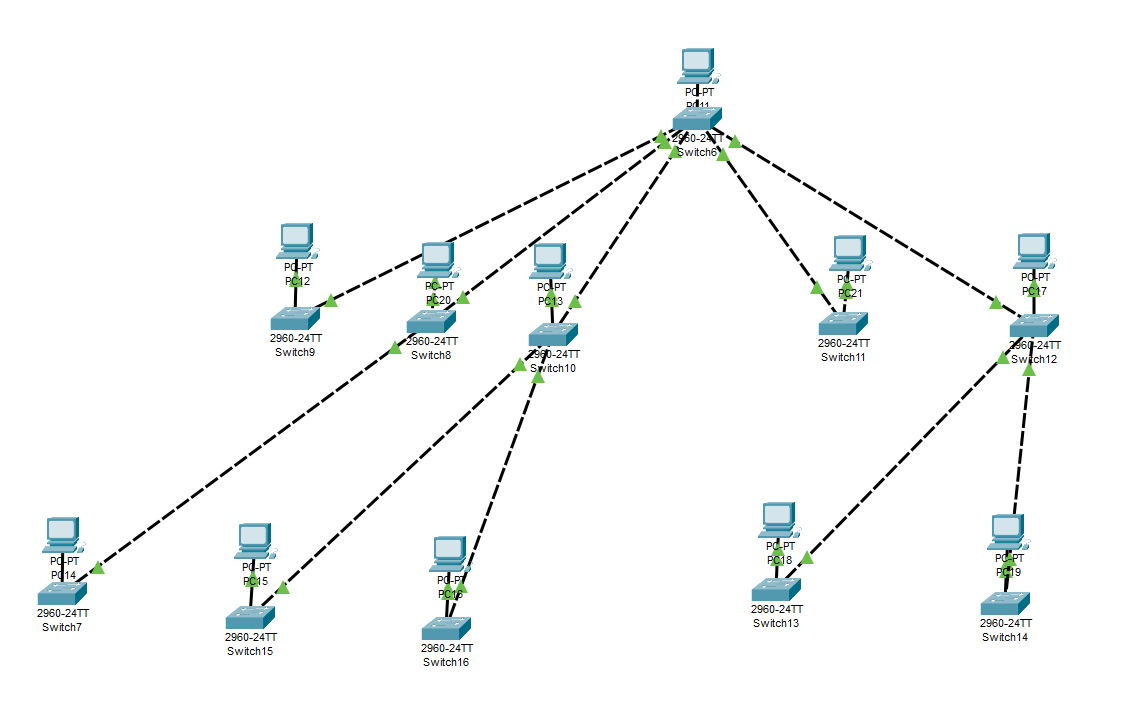 PC-PT
PC11
2960-24TT
Switch6
PC-PT
PC12
2960-24TT
Switch9
PC-PT
PC20
2960-24TT
Switch8
PC-PT
PC13
2960-24TT
Switch10
PC-PT
PC21
2960-24TT
Switch11
PC-PT
PC17
2960-24TT
Switch12
PC-PT
PC14
2960-24TT
Switch7
PC-PT
PC15
2960-24TT
Switch15
PC-PT
PC16
2960-24TT
Switch16
PC-PT
PC18
2960-24TT
Switch13
PC-PT
PC19
2960-24TT
Switch14